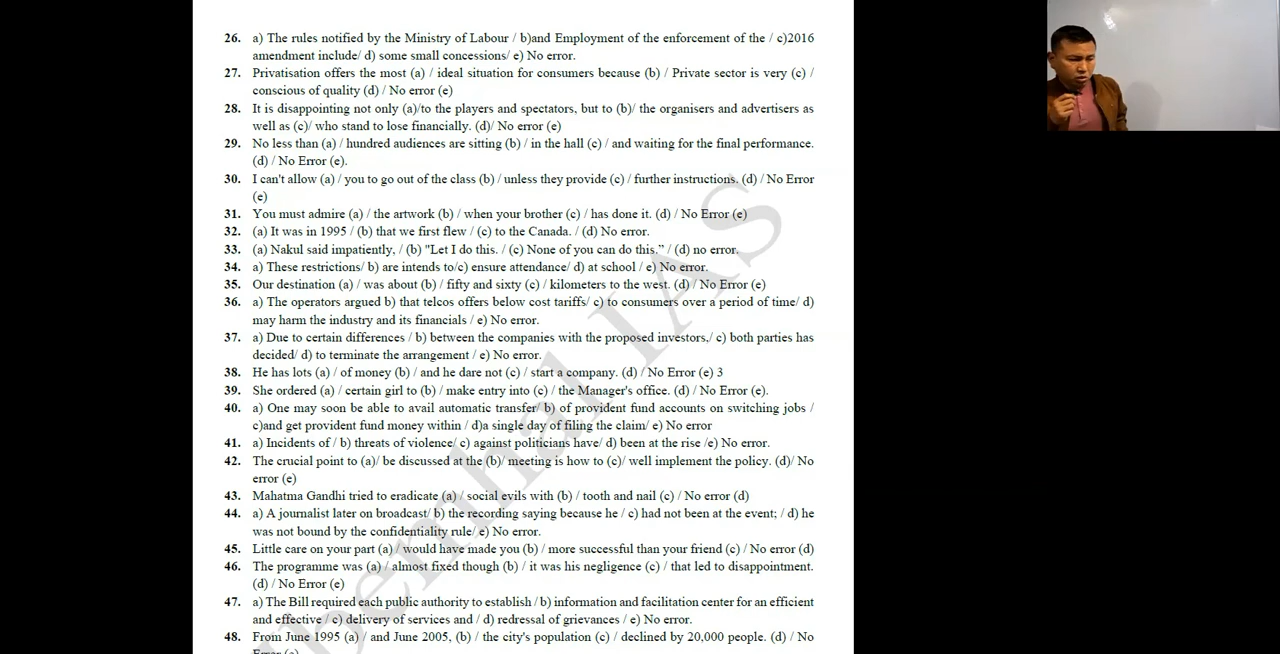 26. a) The rules notified by the Ministry of Labour / b)and Employment of the enforcement of the / c)2016
amendment include/ d) some small concessions/ e) No error.
27. Privatisation offers the most (a) / ideal situation for consumers because (b) / Private sector is very (c) /
conscious of quality (d) / No error (e)
28. It is disappointing not only (a)/to the players and spectators, but to (b)/ the organisers and advertisers as
well as (c)/ who stand to lose financially. (d)/ No error (e)
29. No less than (a) / hundred audiences are sitting (b) / in the hall (c) / and waiting for the final performance.
(d) / No Error (e).
30. I can't allow (a) / you to go out of the class (b) / unless they provide (c) / further instructions. (d) / No Error
(e)
31. You must admire (a) / the artwork (b) / when your brother (c) / has done it. (d) / No Error (e)
32. (a) It was in 1995 / (b) that we first flew / (c) to the Canada. / (d) No error.
33. (a) Nakul said impatiently, / (b) "Let I do this. / (c) None of you can do this.” / (d) no error.
34. a) These restrictions/ b) are intends to/c) ensure attendance/ d) at school / e) No error.
35. Our destination (a) / was about (b) / fifty and sixty (c) / kilometers to the west. (d) / No Error (e)
36. a) The operators argued b) that telcos offers below cost tariffs/ c) to consumers over a period of time/ d)
may harm the industry and its financials / e) No error.
37. a) Due to certain differences / b) between the companies with the proposed investors,/ c) both parties has
decided/ d) to terminate the arrangement / e) No error.
38. He has lots (a) / of money (b) / and he dare not (c) / start a company. (d) / No Error (e) 3
39. She ordered (a) / certain girl to (b) / make entry into (c) / the Manager's office. (d) / No Error (e).
40. a) One may soon be able to avail automatic transfer/ b) of provident fund accounts on switching jobs /
c)and get provident fund money within / d)a single day of filing the claim/ e) No error
41. a) Incidents of / b) threats of violence/ c) against politicians have/ d) been at the rise /e) No error.
42. The crucial point to (a)/ be discussed at the (b)/ meeting is how to (c)/ well implement the policy. (d)/ No
error (e)
43. Mahatma Gandhi tried to eradicate (a) / social evils with (b) / tooth and nail (c) / No error (d)
44. a) A journalist later on broadcast/ b) the recording saying because he / c) had not been at the event; / d) he
was not bound by the confidentiality rule/ e) No error.
45. Little care on your part (a) / would have made you (b) / more successful than your friend (c) / No error (d)
46. The programme was (a) / almost fixed though (b) / it was his negligence (c) / that led to disappointment.
(d) / No Error (e)
47. a) The Bill required each public authority to establish / b) information and facilitation center for an efficient
and effective / c) delivery of services and / d) redressal of grievances / e) No error.
48. From June 1995 (a) / and June 2005, (b) / the city's population (c) / declined by 20,000 people. (d) / No
Error (e)
IAS